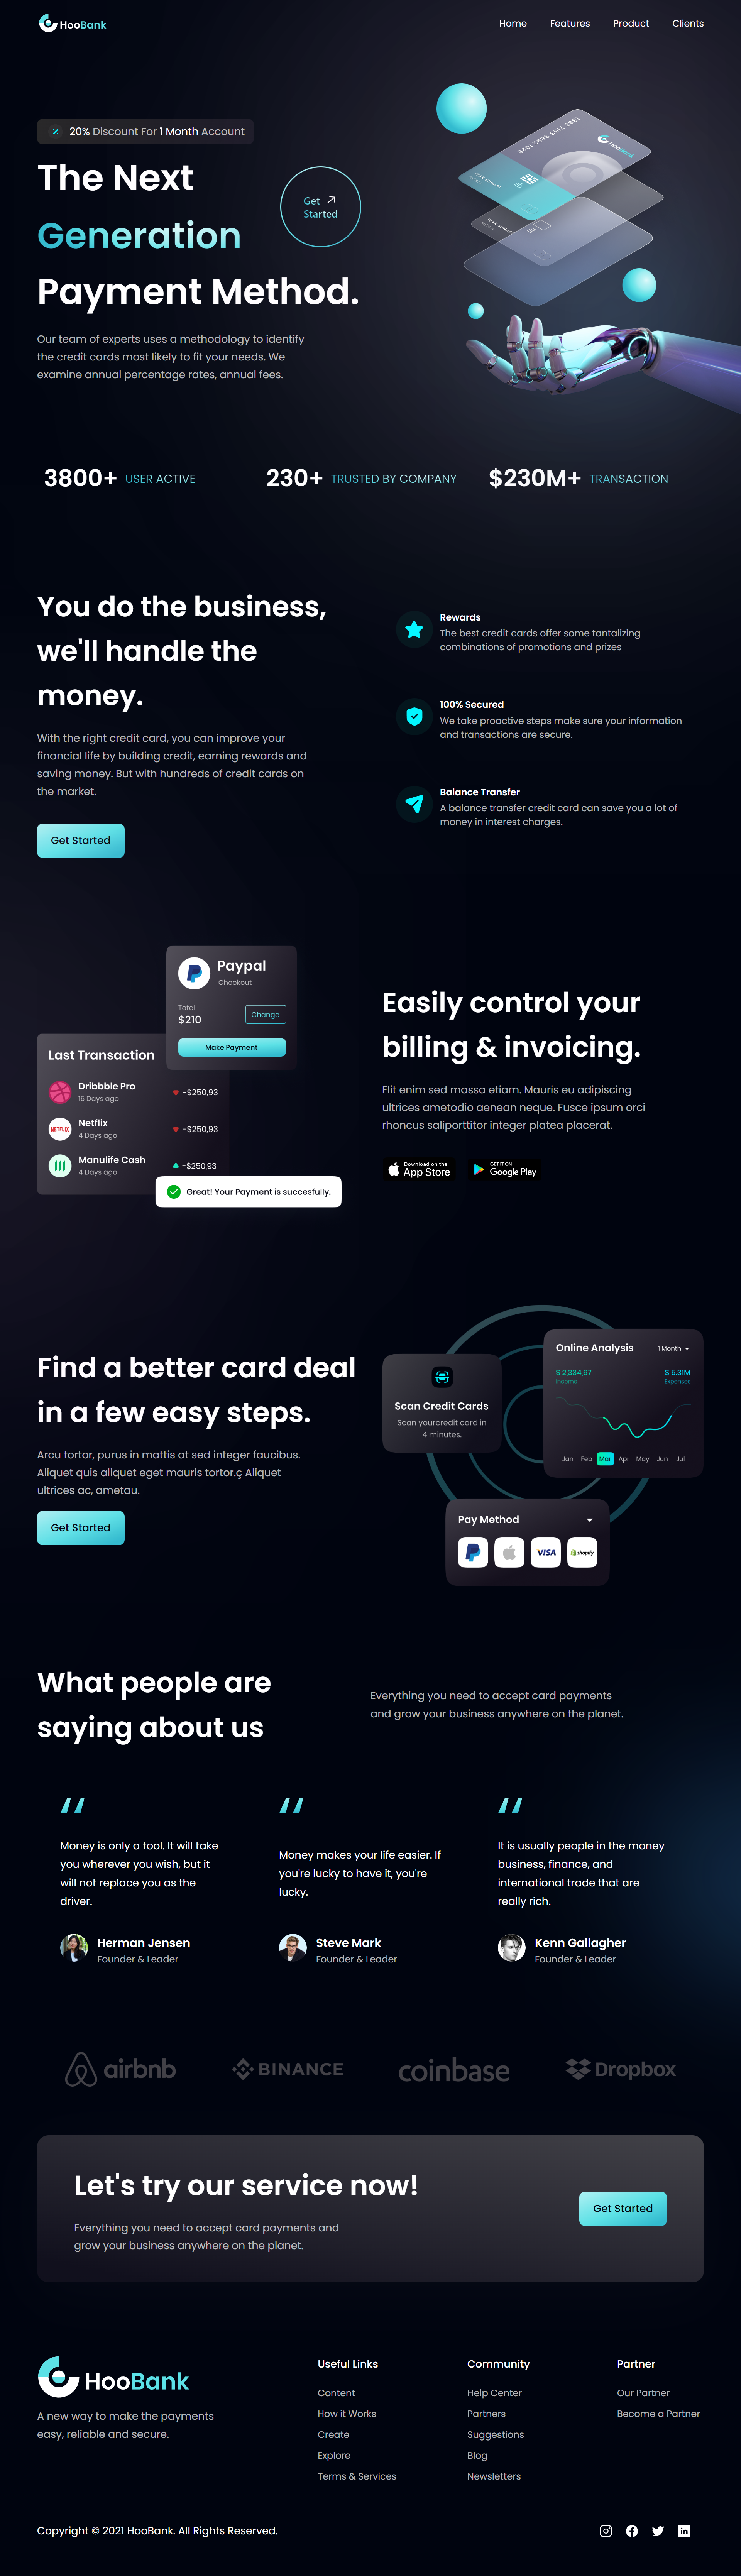 HooBank
Home Features Product Clients
20% Discount For 1 Month Account
The Next
Generation
Payment Method.
Get
Started
HooBank
Our team of experts uses a methodology to identify
the credit cards most likely to fit your needs. We
examine annual percentage rates, annual fees.
3800+ USER ACTIVE
230+ TRUSTED BY COMPANY
$230M+ TRANSACTION
You do the business,
we'll handle the
money.
With the right credit card, you can improve your
financial life by building credit, earning rewards and
saving money. But with hundreds of credit cards on
the market.
Get Started
Rewards
The best credit cards offer some tantalizing
combinations of promotions and prizes
100% Secured
We take proactive steps make sure your information
and transactions are secure.
Balance Transfer
A balance transfer credit card can save you a lot of
money in interest charges.
Paypal
Checkout
Total
$210
Change
Make Payment
Last Transaction
Dribbble Pro
15 Days ago
-$250,93
Netflix
4 Days ago
-$250,93
NETFLIX
Manulife Cash
4 Days ago
-$250,93
Great! Your Payment is succesfully.
Easily control your
billing & invoicing.
Elit enim sed massa etiam. Mauris eu adipiscing
ultrices ametodio aenean neque. Fusce ipsum orci
rhoncus saliporttitor integer platea placerat.
Download on the
App Store
GET IT ON
Google Play
Find a better card deal
in a few easy steps.
Arcu tortor, purus in mattis at sed integer faucibus.
Aliquet quis aliquet eget mauris tortor.ç Aliquet
ultrices ac, ametau.
Get Started
Scan Credit Cards
Scan yourcredit card in
4 minutes.
Online Analysis
1 Month
$ 2,334,67
Income
$ 5.31M
Expenses
Jan Feb Mar Apr May Jun Jul
Pay Method
VISA
shopify
What people are
saying about us
Everything you need to accept card payments
and grow your business anywhere on the planet.
Money is only a tool. It will take
you wherever you wish, but it
will not replace you as the
driver.
Herman Jensen
Founder & Leader
Money makes your life easier. If
you're lucky to have it, you're
lucky.
Steve Mark
Founder & Leader
It is usually people in the money
business, finance, and
international trade that are
really rich.
Kenn Gallagher
Founder & Leader
airbnb
BINANCE
coinbase
Dropbox
Let's try our service now!
Everything you need to accept card payments and
grow your business anywhere on the planet.
Get Started
HooBank
A new way to make the payments
easy, reliable and secure.
Useful Links
Content
How it Works
Create
Explore
Terms & Services
Community
Help Center
Partners
Suggestions
Blog
Newsletters
Partner
Our Partner
Become a Partner
Copyright © 2021 HooBank. All Rights Reserved.